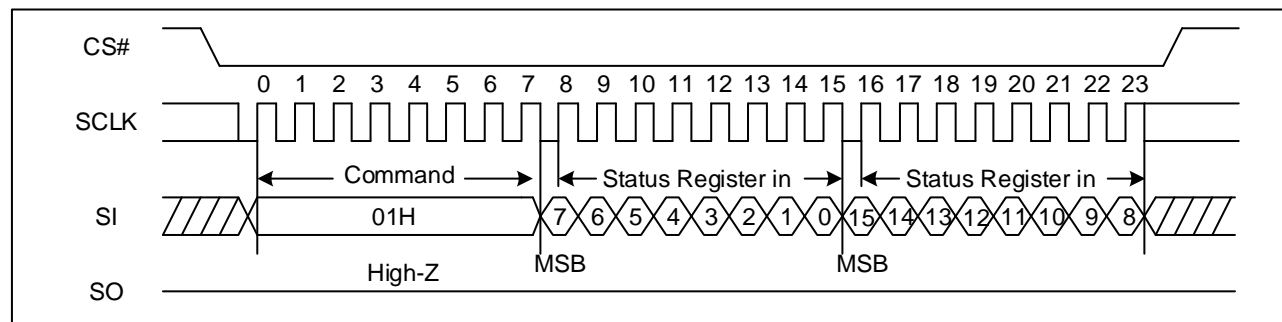 CS#
0 1 2 3 4 5 6 7 8 9 10 11 12 13 14 15 16 17 18 19 20 21 22 23
SCLK
Command Status Register in Status Register in
SI 01H 7 6 5 4 3 2 1 0 15 14 13 12 11 10 9 8
MSB MSB
High-Z
SO